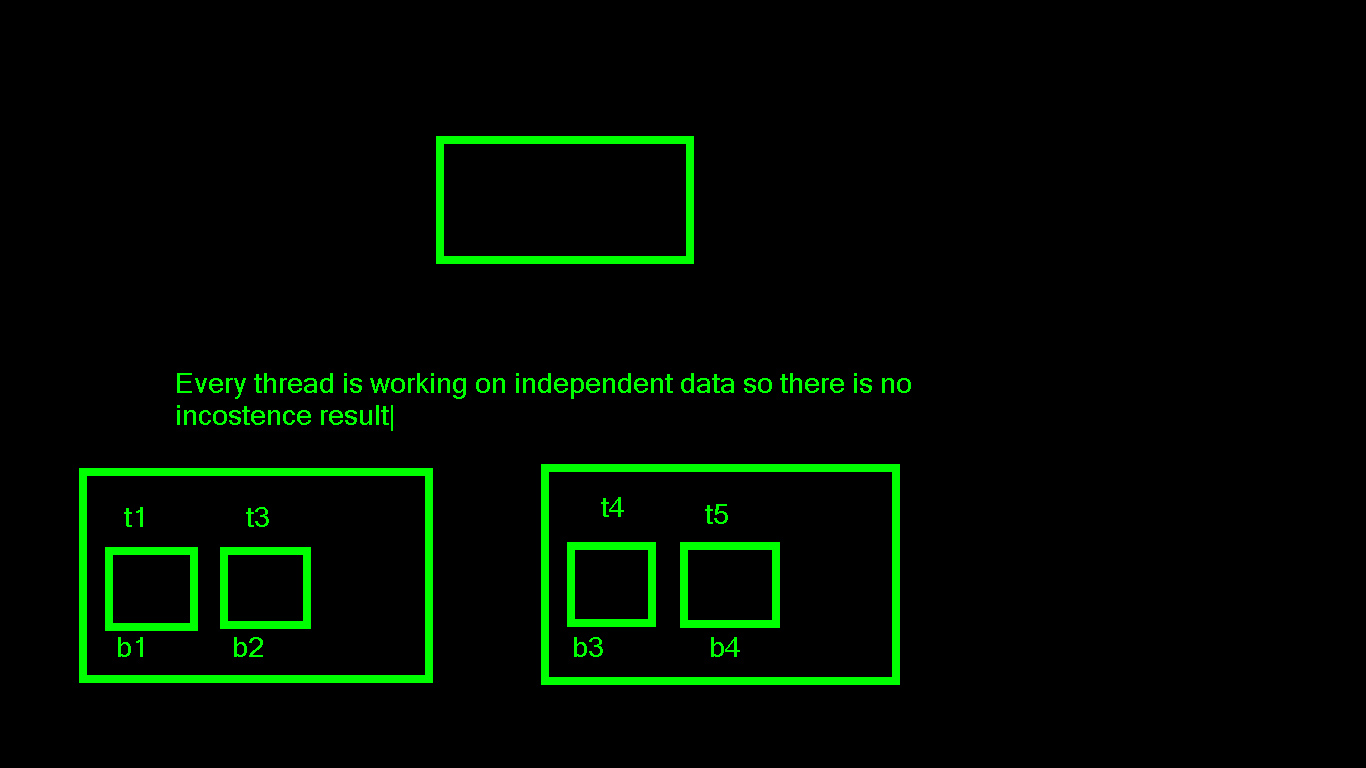 Every thread is working on independent data so there is no
incostence result
t1 t3 t4 t5
b1 b2 b3 b4